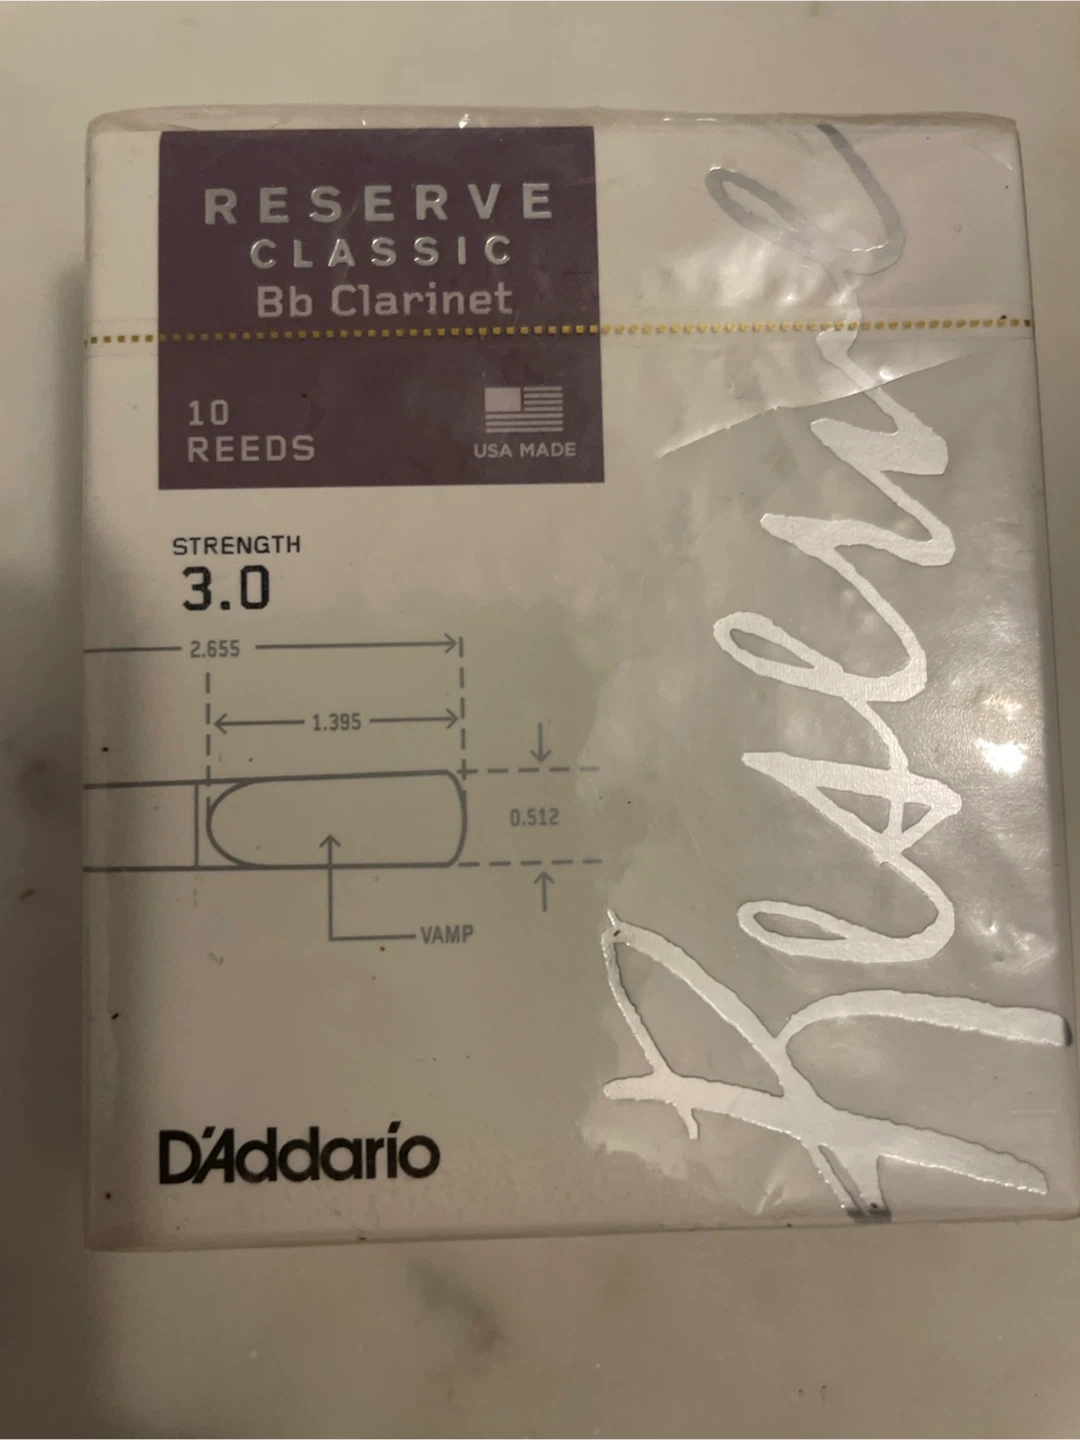 RESERVE
CLASSIC
Bb Clarinet
10
REEDS
USA MADE
STRENGTH
3.0
2.655
1.395
0.512
VAMP
D'Addario
Reserve